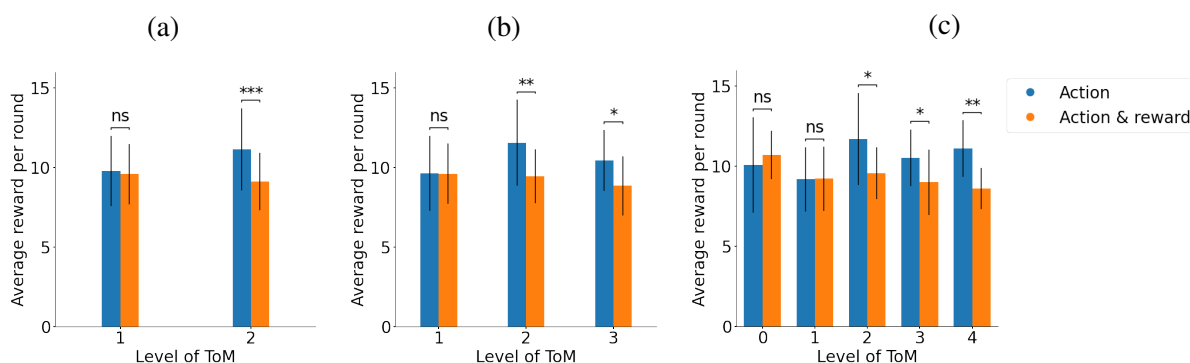 (a)
(b)
(c)
Average reward per round
15
10
5
0
ns
***
1
2
Level of ToM
Average reward per round
15
10
5
0
ns
**
*
1
2
3
Level of ToM
Average reward per round
15
10
5
0
ns
ns
*
*
**
0
1
2
3
4
Level of ToM
Action
Action & reward